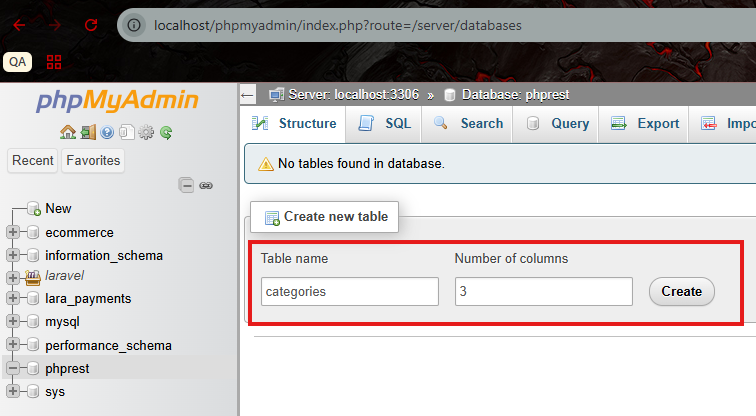 localhost/phpmyadmin/index.php?route=/server/databases
QA
phpMyAdmin
Recent Favorites
New
ecommerce
information_schema
laravel
lara_payments
mysql
performance_schema
phprest
sys
Server: localhost:3306 » Database: phprest
Structure SQL Search Query Export Impo
No tables found in database.
Create new table
Table name Number of columns
categories 3 Create